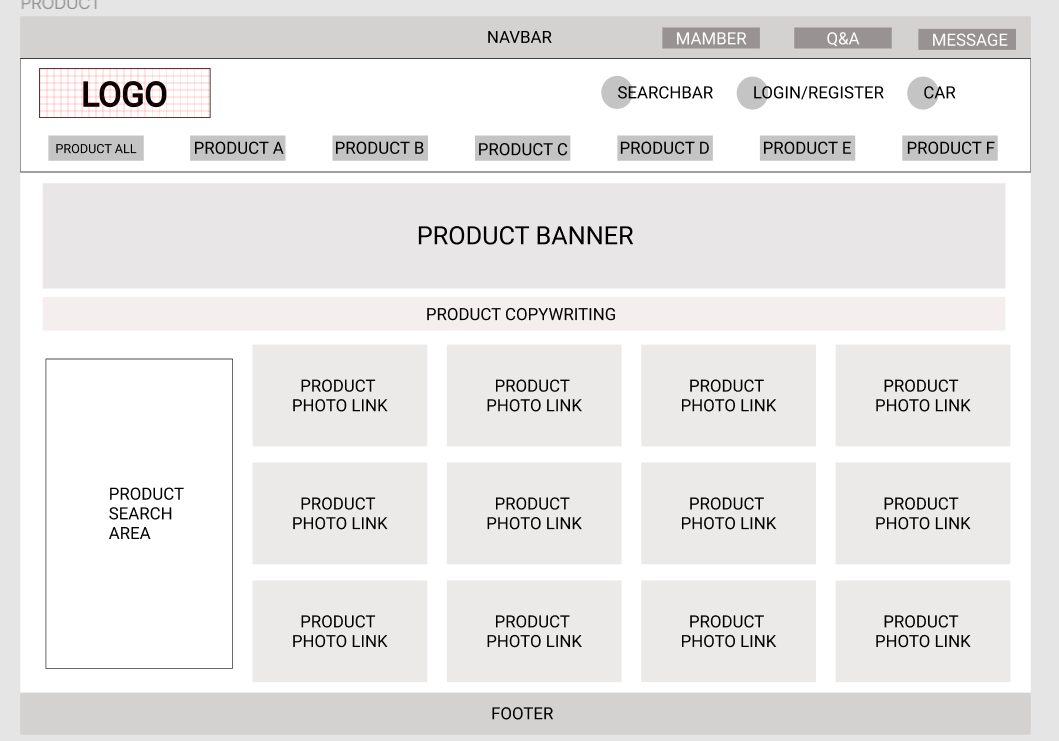 PRODUCT
NAVBAR
MAMBER
Q&A
MESSAGE
LOGO
SEARCHBAR
LOGIN/REGISTER
CAR
PRODUCT ALL
PRODUCT A
PRODUCT B
PRODUCT C
PRODUCT D
PRODUCT E
PRODUCT F
PRODUCT BANNER
PRODUCT COPYWRITING
PRODUCT
SEARCH
AREA
PRODUCT
PHOTO LINK
PRODUCT
PHOTO LINK
PRODUCT
PHOTO LINK
PRODUCT
PHOTO LINK
PRODUCT
PHOTO LINK
PRODUCT
PHOTO LINK
PRODUCT
PHOTO LINK
PRODUCT
PHOTO LINK
PRODUCT
PHOTO LINK
PRODUCT
PHOTO LINK
PRODUCT
PHOTO LINK
PRODUCT
PHOTO LINK
FOOTER